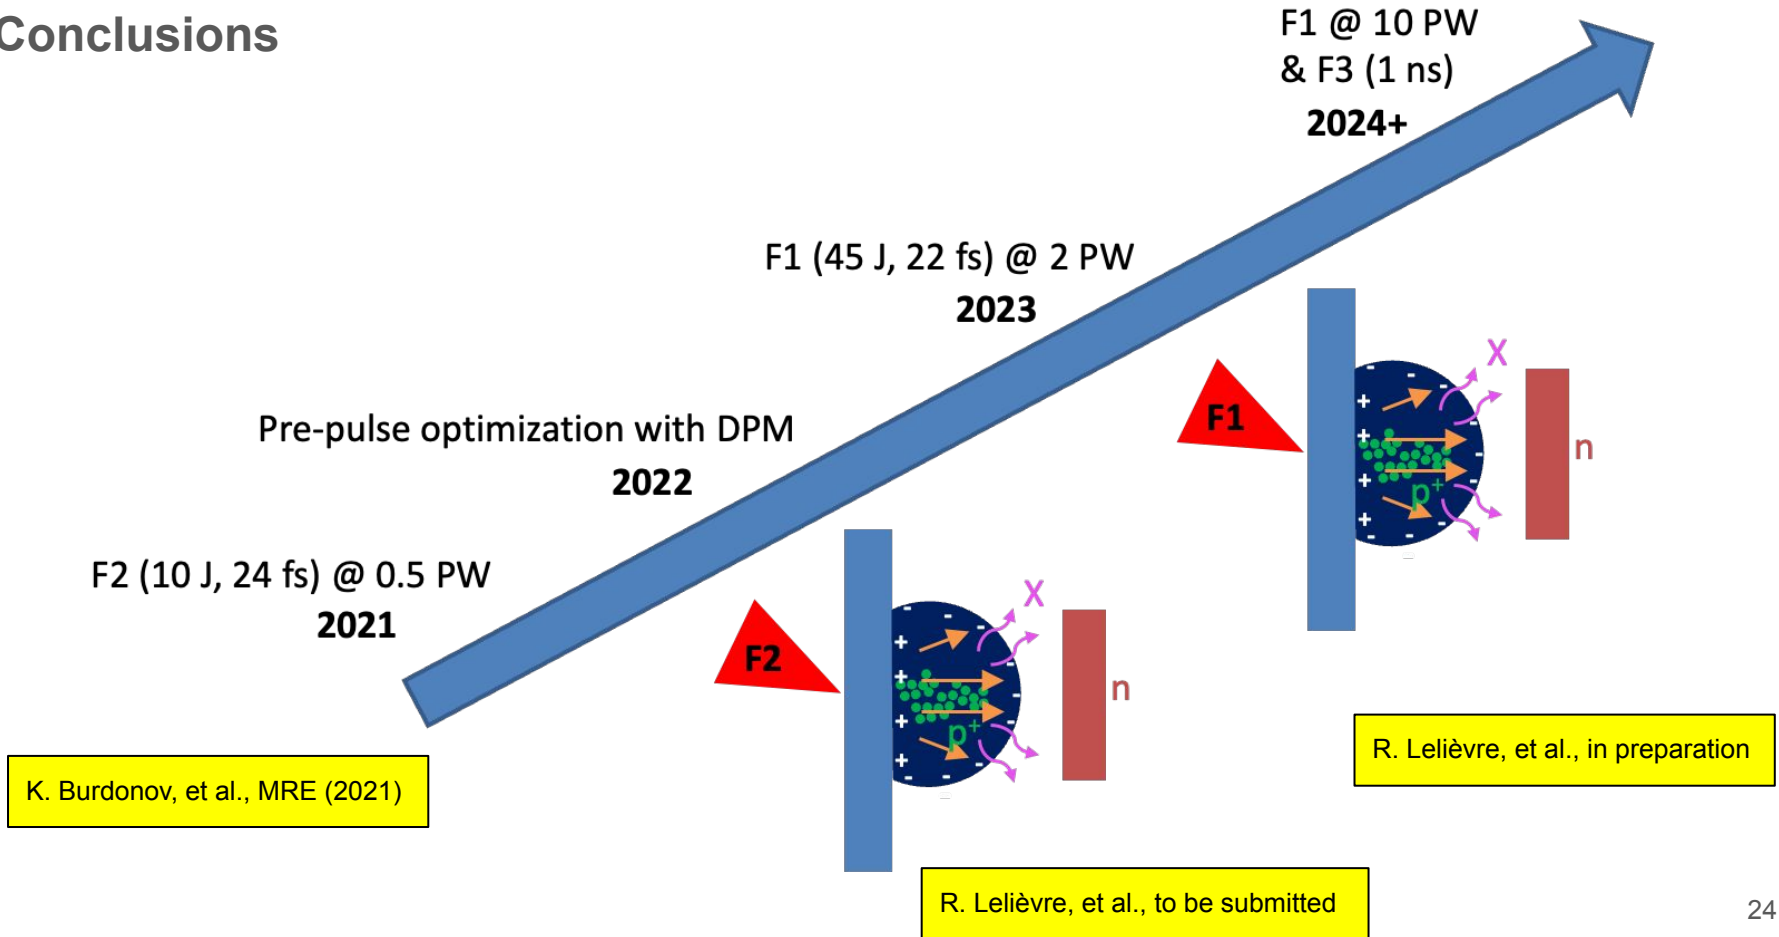 Conclusions
F1 @ 10 PW
& F3 (1 ns)
2024+
F1 (45 J, 22 fs) @ 2 PW
2023
Pre-pulse optimization with DPM
2022
F2 (10 J, 24 fs) @ 0.5 PW
2021
F1
X
n
p⁺
F2
X
n
p⁺
K. Burdonov, et al., MRE (2021)
R. Lelièvre, et al., in preparation
R. Lelièvre, et al., to be submitted
24